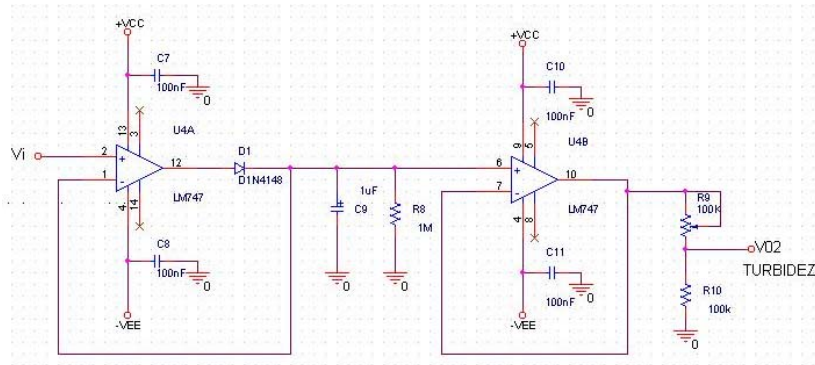 +VCC
C7
100nF
0
13
3
U4A
Vi
2
+
12
1
-
LM747
4
14
C8
100nF
0
-VEE
D1
D1N4148
1uF
C9
0
R8
1M
0
+VCC
C10
100nF
0
9
5
U4B
6
+
10
7
-
LM747
4
8
C11
100nF
0
-VEE
R9
100K
V02
TURBIDEZ
R10
100k
0